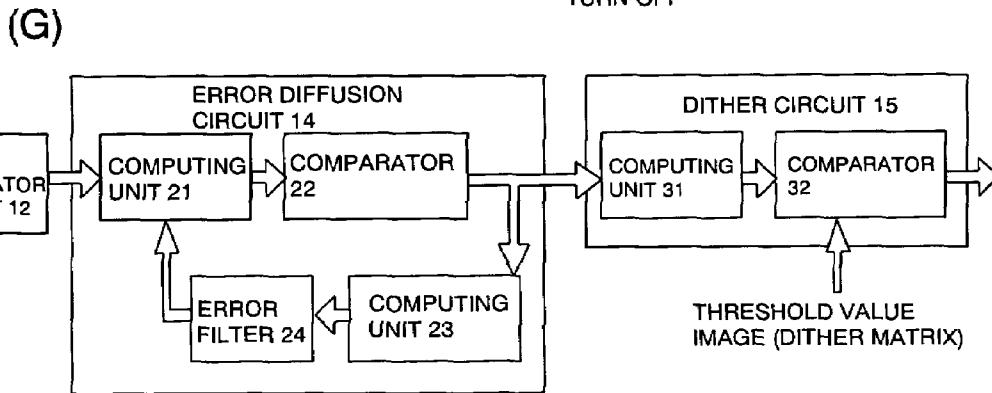 (G)
ERROR DIFFUSION
CIRCUIT 14
DITHER CIRCUIT 15
12
COMPUTING
UNIT 21
COMPARATOR
22
COMPUTING
UNIT 31
COMPARATOR
32
ERROR
FILTER 24
COMPUTING
UNIT 23
THRESHOLD VALUE
IMAGE (DITHER MATRIX)